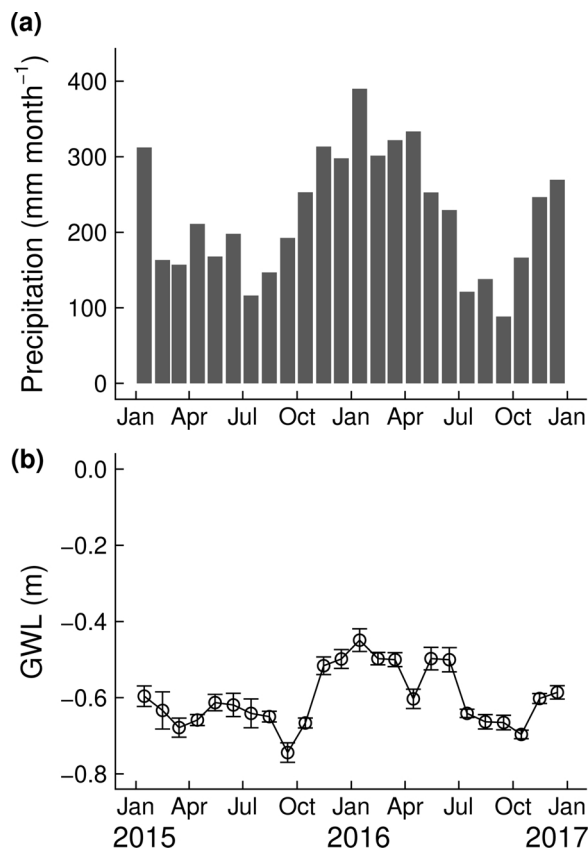 (a)
Precipitation (mm month⁻¹)
400
300
200
100
0
Jan Apr Jul Oct Jan Apr Jul Oct Jan
(b)
GWL (m)
0.0
−0.2
−0.4
−0.6
−0.8
Jan Apr Jul Oct Jan Apr Jul Oct Jan
2015 2016 2017